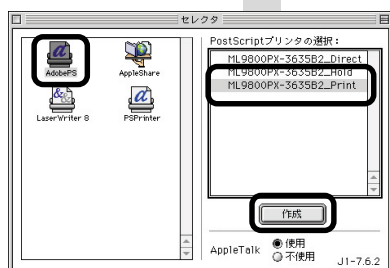 セレクタ
AdobePS
AppleShare
LaserWriter 8
PSPrinter
PostScriptプリンタの選択：
ML9800PX-3635B2_Direct
ML9800PX-3635B2_Hold
ML9800PX-3635B2_Print
作成
AppleTalk
使用
不使用
J1-7.6.2